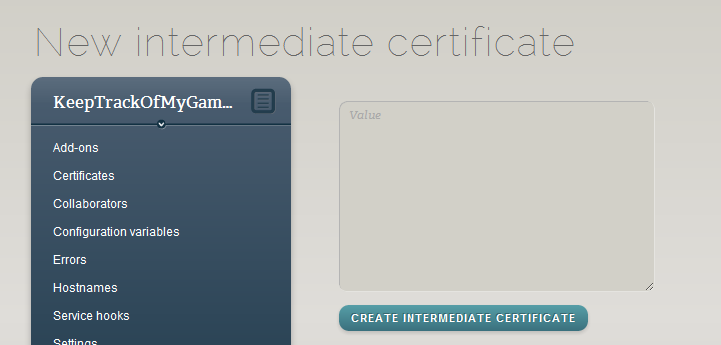 New intermediate certificate
KeepTrackOfMyGam...
Add-ons
Certificates
Collaborators
Configuration variables
Errors
Hostnames
Service hooks
Settings
Value
CREATE INTERMEDIATE CERTIFICATE